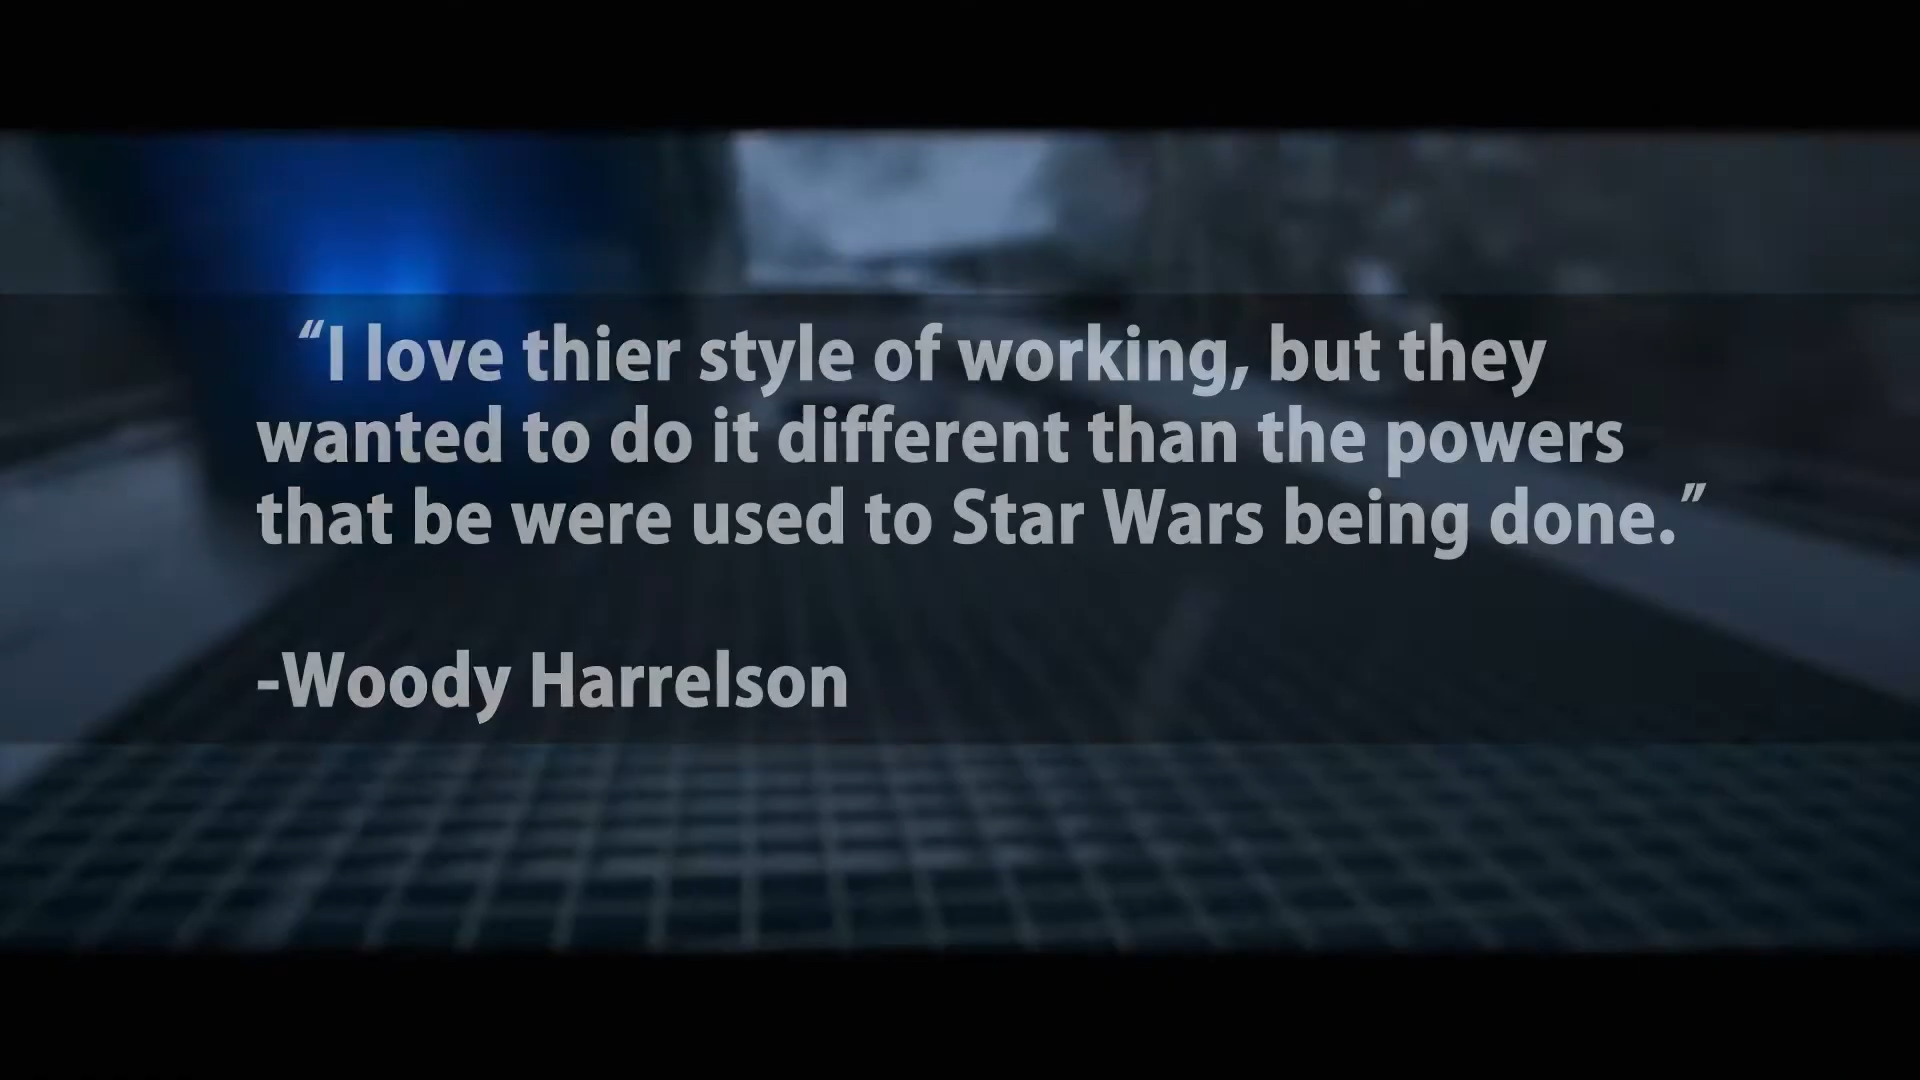 “I love thier style of working, but they
wanted to do it different than the powers
that be were used to Star Wars being done.”
-Woody Harrelson